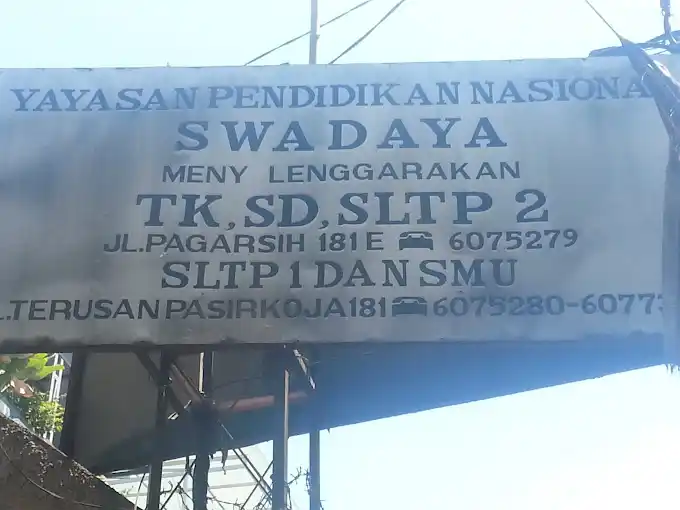 YAYASAN PENDIDIKAN NASIONA
SWADAYA
MENY LENGGARAKAN
TK, SD, SLTP 2
JL.PAGARSIH 181 E ☎ 6075279
SLTP 1 DAN SMU
L.TERUSAN PASIRKOJA 181 ☎ 6075280-6077